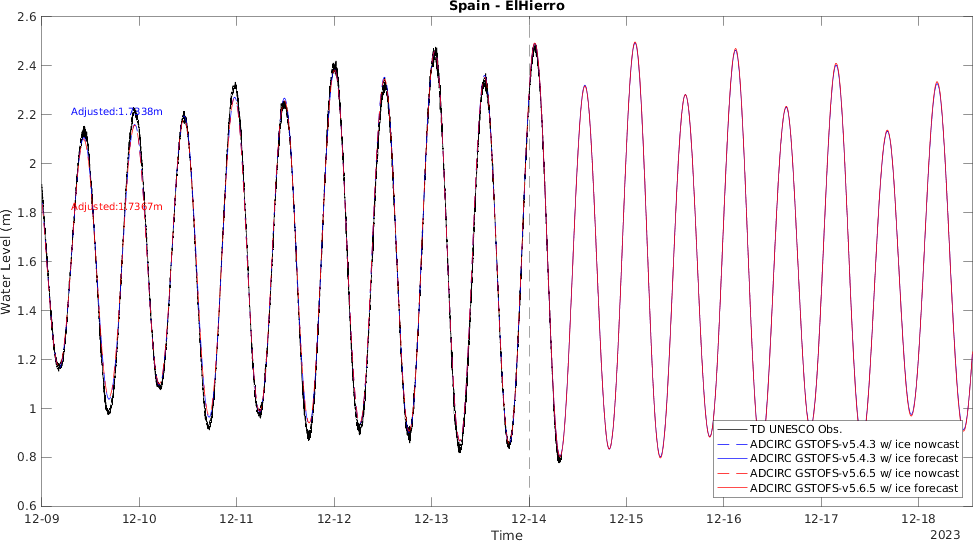 Spain - ElHierro
2.6
2.4
2.2
2
1.8
1.6
1.4
1.2
1
0.8
0.6
Water Level (m)
Adjusted:1.7338m
Adjusted:1.7367m
TD UNESCO Obs.
ADCIRC GSTOFS-v5.4.3 w/ ice nowcast
ADCIRC GSTOFS-v5.4.3 w/ ice forecast
ADCIRC GSTOFS-v5.6.5 w/ ice nowcast
ADCIRC GSTOFS-v5.6.5 w/ ice forecast
12-09 12-10 12-11 12-12 12-13 12-14 12-15 12-16 12-17 12-18
Time
2023